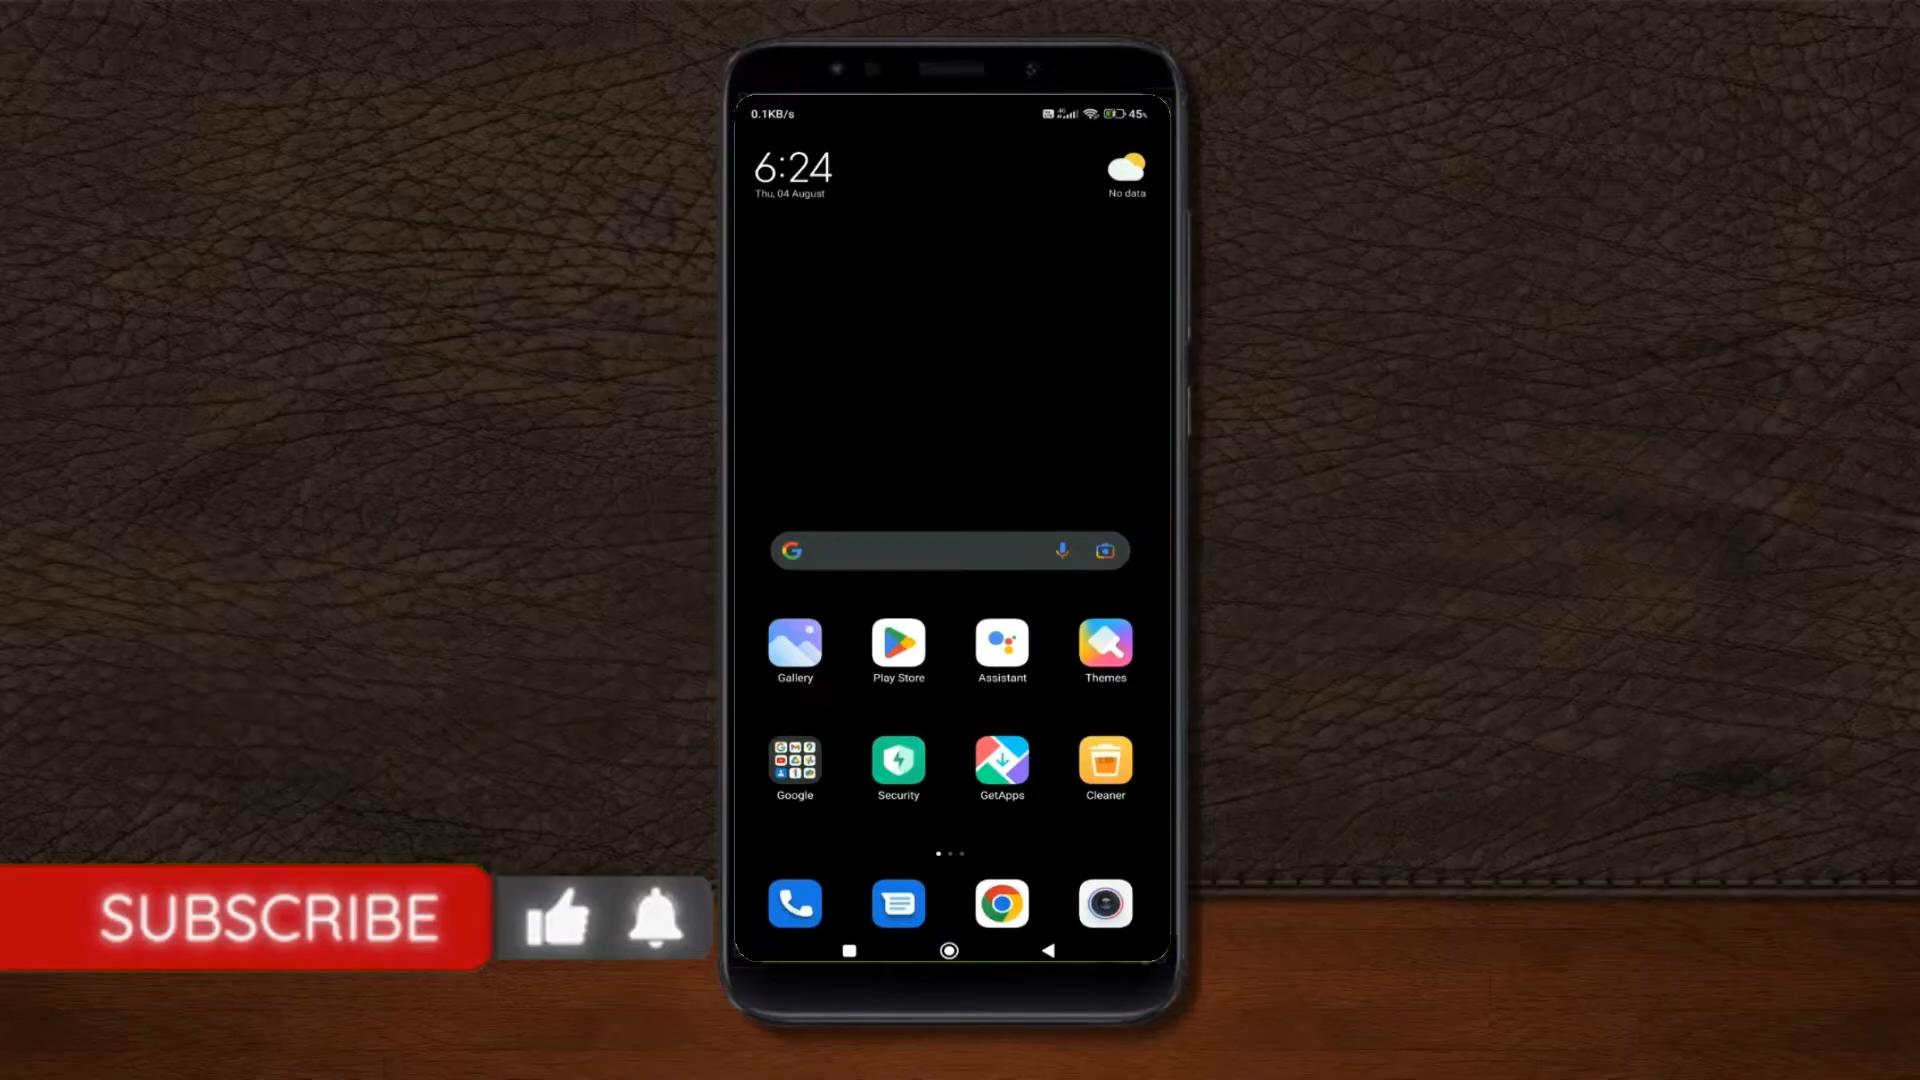 0.1KB/s
45%
6:24
Thu, 04 August
No data
Gallery
Play Store
Assistant
Themes
Google
Security
GetApps
Cleaner
SUBSCRIBE